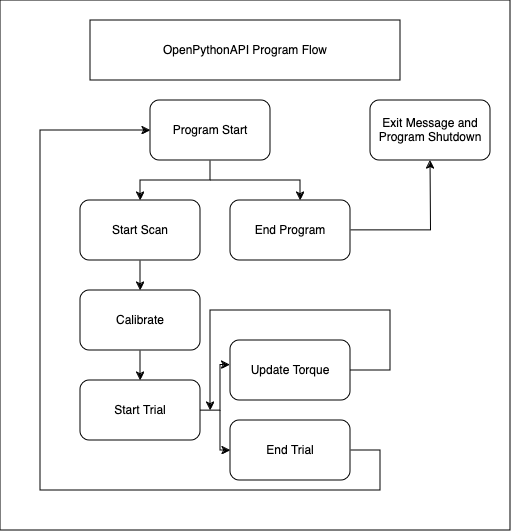 OpenPythonAPI Program Flow
Program Start
Exit Message and
Program Shutdown
Start Scan
End Program
Calibrate
Update Torque
Start Trial
End Trial